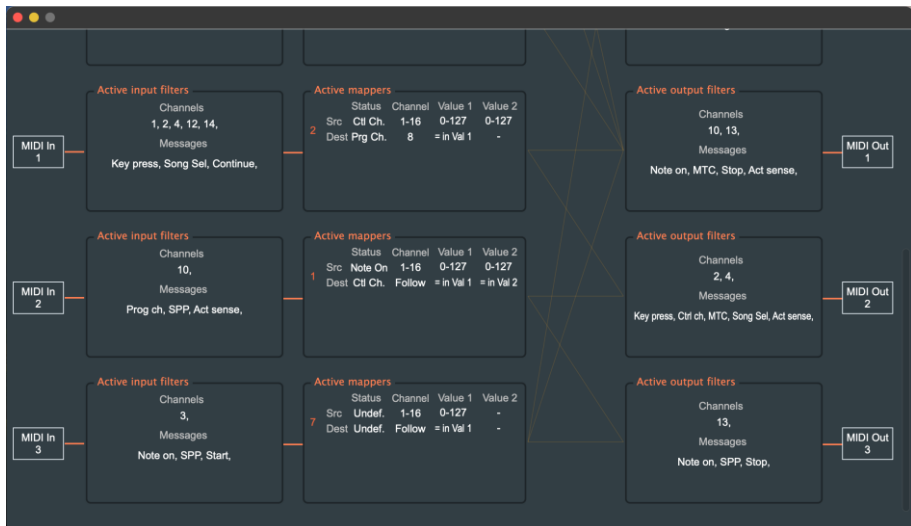 Active input filters
Channels
1, 2, 4, 12, 14,
Messages
Key press, Song Sel, Continue,
MIDI In
1
Active mappers
Status Channel Value 1 Value 2
2
Src Ctl Ch. 1-16 0-127 0-127
Dest Prg Ch. 8 = in Val 1 -
Active output filters
Channels
10, 13,
Messages
Note on, MTC, Stop, Act sense,
MIDI Out
1
Active input filters
Channels
10,
Messages
Prog ch, SPP, Act sense,
MIDI In
2
Active mappers
Status Channel Value 1 Value 2
1
Src Note On 1-16 0-127 0-127
Dest Ctl Ch. Follow = in Val 1 = in Val 2
Active output filters
Channels
2, 4,
Messages
Key press, Ctrl ch, MTC, Song Sel, Act sense,
MIDI Out
2
Active input filters
Channels
3,
Messages
Note on, SPP, Start,
MIDI In
3
Active mappers
Status Channel Value 1 Value 2
7
Src Undef. 1-16 0-127 -
Dest Undef. Follow = in Val 1 -
Active output filters
Channels
13,
Messages
Note on, SPP, Stop,
MIDI Out
3